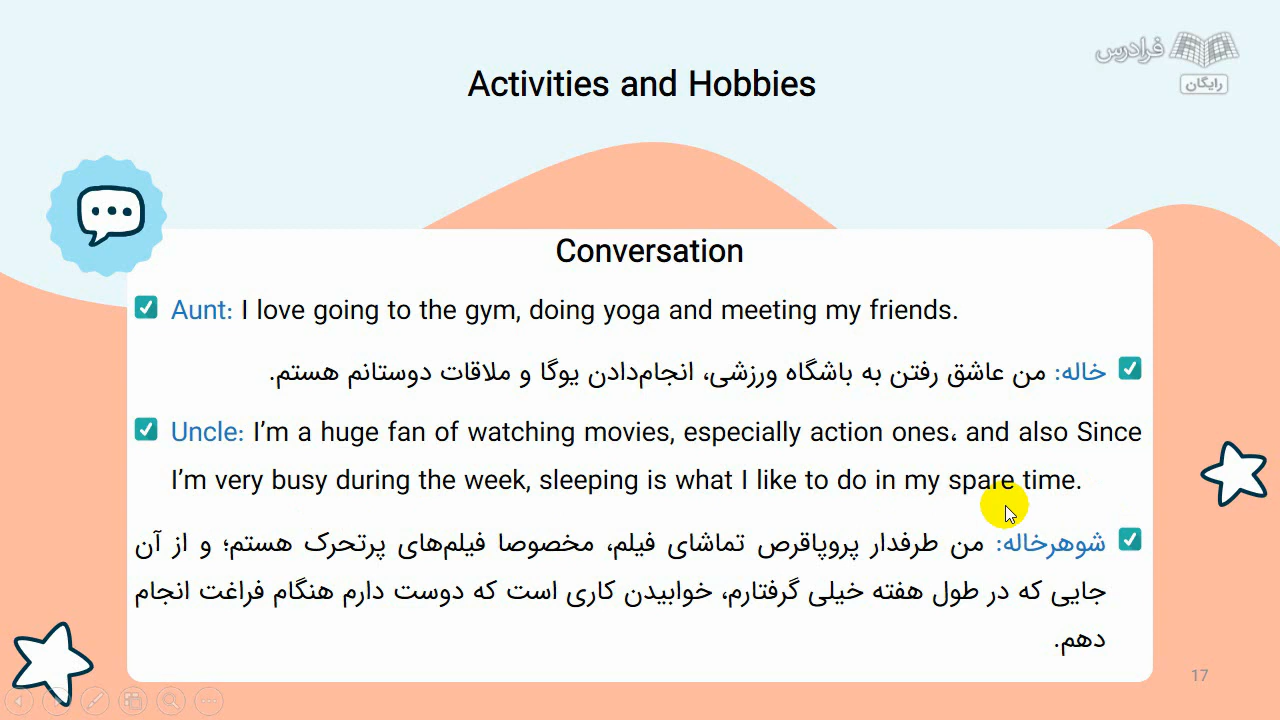 فرادرس
رایگان
Activities and Hobbies
Conversation
Aunt: I love going to the gym, doing yoga and meeting my friends.
خاله: من عاشق رفتن به باشگاه ورزشی، انجام‌دادن یوگا و ملاقات دوستانم هستم.
Uncle: I’m a huge fan of watching movies, especially action ones، and also Since
I’m very busy during the week, sleeping is what I like to do in my spare time.
شوهرخاله: من طرفدار پروپاقرص تماشای فیلم، مخصوصا فیلم‌های پرتحرک هستم؛ و از آن
جایی که در طول هفته خیلی گرفتارم، خوابیدن کاری است که دوست دارم هنگام فراغت انجام
دهم.
17